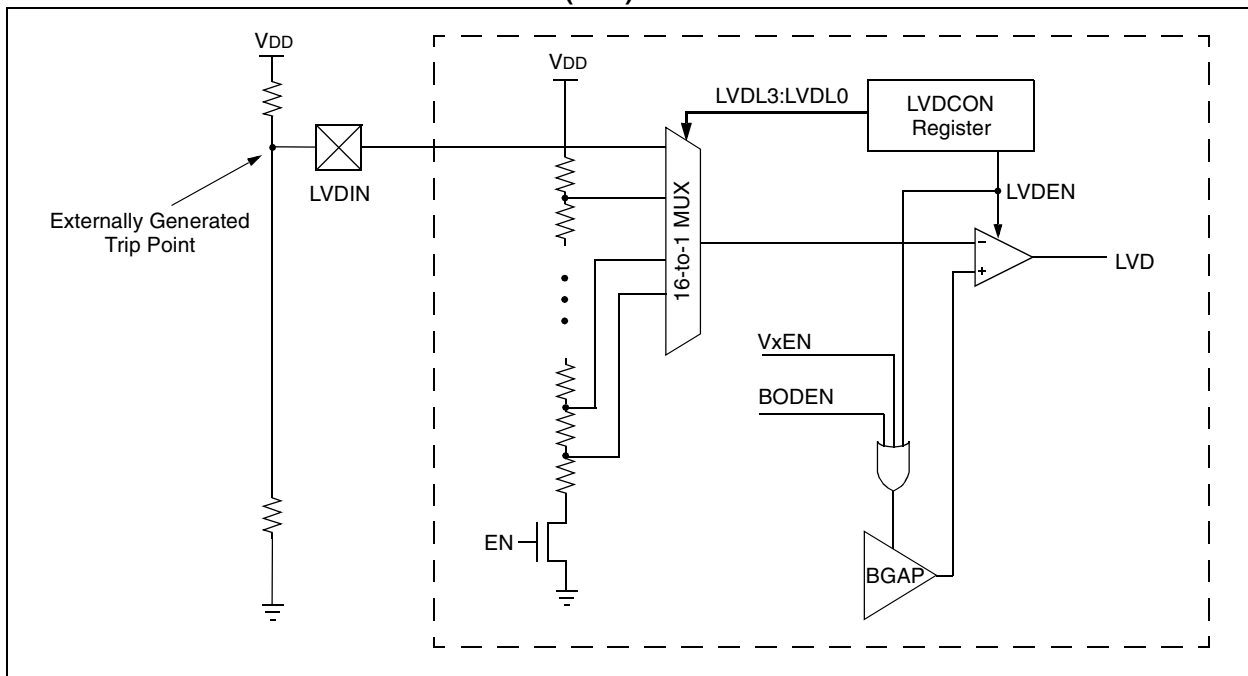 VDD
VDD
LVDL3:LVDL0
LVDCON
Register
LVDIN
16-to-1 MUX
LVDEN
Externally Generated
Trip Point
-
+
LVD
VxEN
BODEN
EN
BGAP